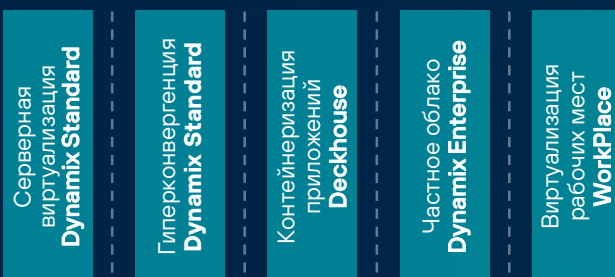 Серверная
виртуализация
Dynamix Standard
Гиперконвергенция
Dynamix Standard
Контейнеризация
приложений
Deckhouse
Частное облако
Dynamix Enterprise
Виртуализация
рабочих мест
WorkPlace